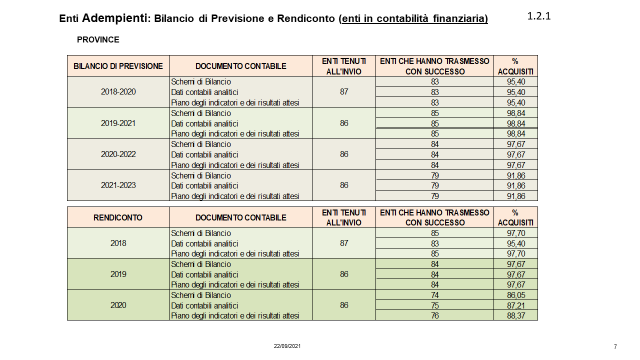 Enti Adempienti: Bilancio di Previsione e Rendiconto (enti in contabilità finanziaria) 1.2.1
PROVINCE
BILANCIO DI PREVISIONE DOCUMENTO CONTABILE ENTI TENUTI ALL'INVIO ENTI CHE HANNO TRASMESSO CON SUCCESSO % ACQUISITI
2018-2020 Schemi di Bilancio 87 83 95,40
Dati contabili analitici 83 95,40
Piano degli indicatori e dei risultati attesi 83 95,40
2019-2021 Schemi di Bilancio 86 85 98,84
Dati contabili analitici 85 98,84
Piano degli indicatori e dei risultati attesi 85 98,84
2020-2022 Schemi di Bilancio 86 84 97,67
Dati contabili analitici 84 97,67
Piano degli indicatori e dei risultati attesi 84 97,67
2021-2023 Schemi di Bilancio 86 79 91,86
Dati contabili analitici 79 91,86
Piano degli indicatori e dei risultati attesi 79 91,86
RENDICONTO DOCUMENTO CONTABILE ENTI TENUTI ALL'INVIO ENTI CHE HANNO TRASMESSO CON SUCCESSO % ACQUISITI
2018 Schemi di Bilancio 87 85 97,70
Dati contabili analitici 83 95,40
Piano degli indicatori e dei risultati attesi 85 97,70
2019 Schemi di Bilancio 86 84 97,67
Dati contabili analitici 84 97,67
Piano degli indicatori e dei risultati attesi 84 97,67
2020 Schemi di Bilancio 86 74 86,05
Dati contabili analitici 75 87,21
Piano degli indicatori e dei risultati attesi 76 88,37
22/09/2021 7